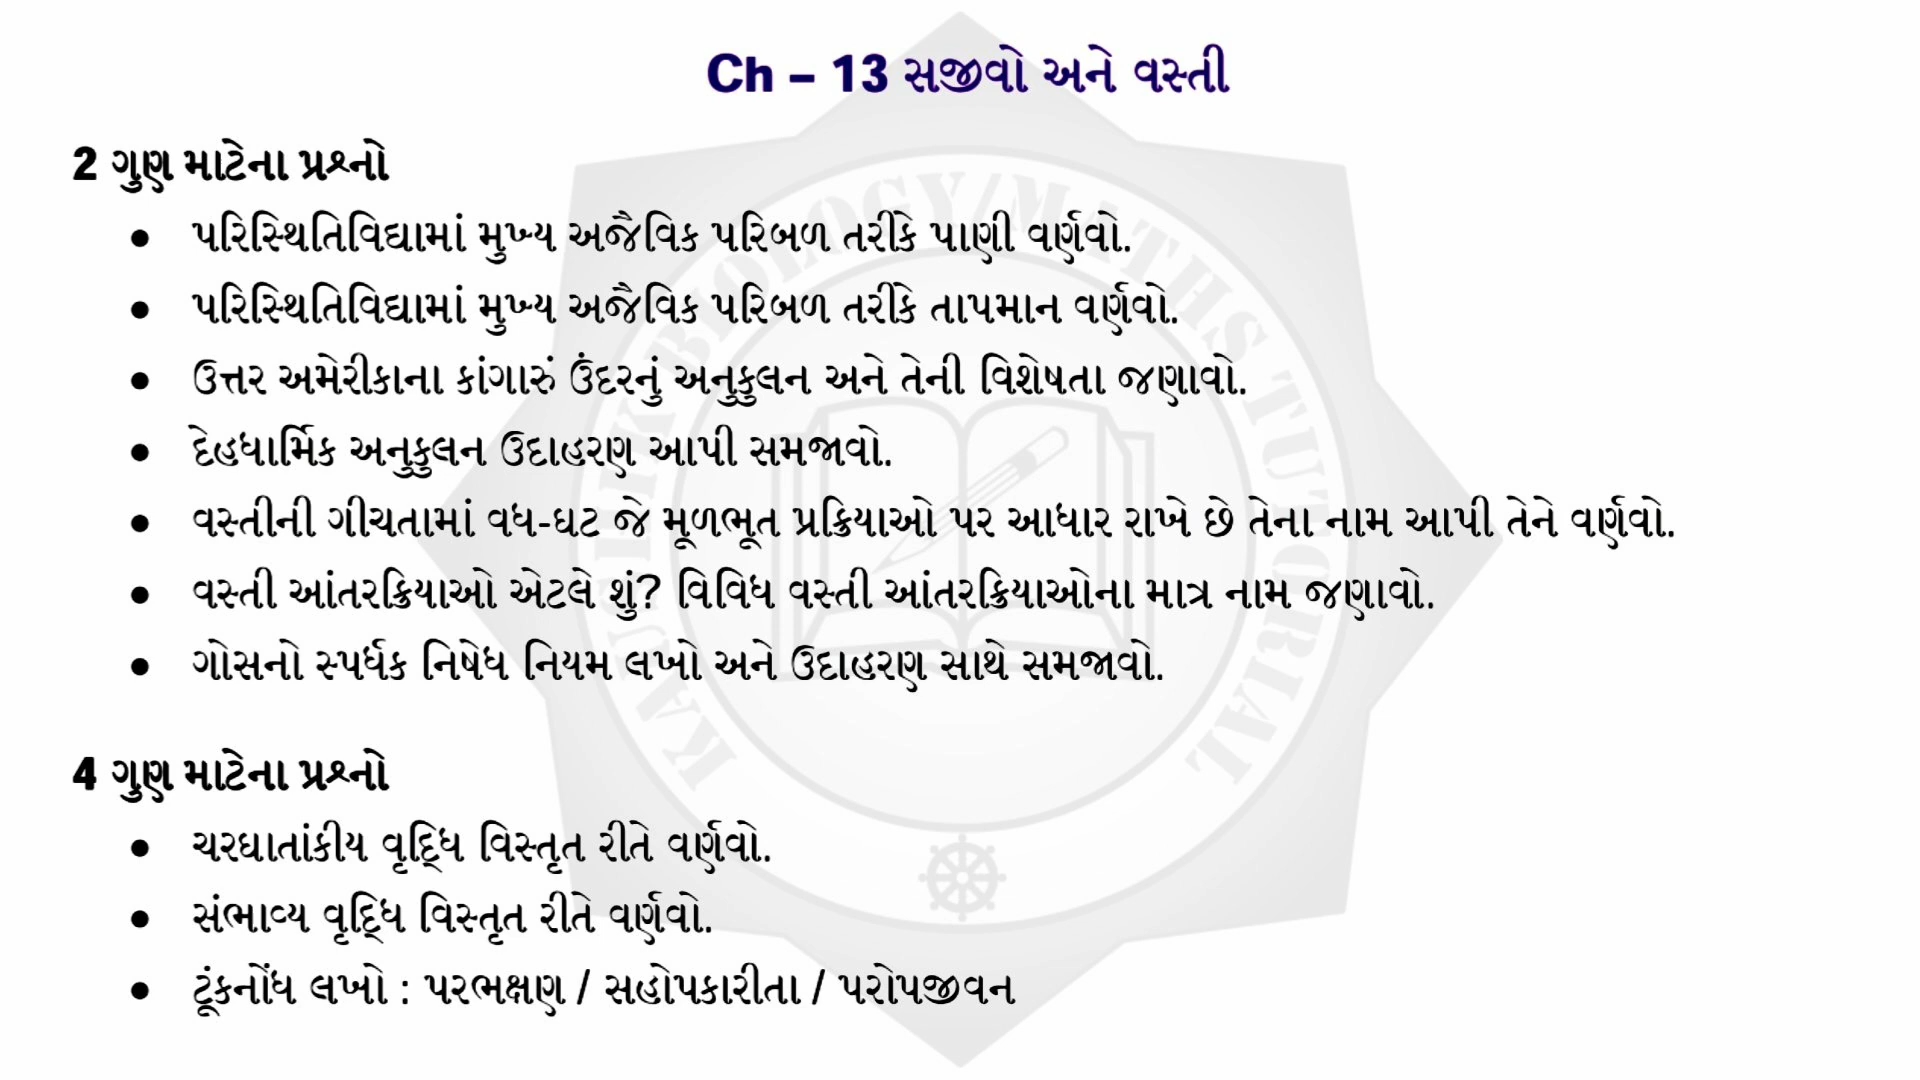 Ch – 13 સજીવો અને વસ્તી
2 ગુણ માટેના પ્રશ્નો
• પરિસ્થિતિવિદ્યામાં મુખ્ય અજૈવિક પરિબળ તરીકે પાણી વર્ણવો.
• પરિસ્થિતિવિદ્યામાં મુખ્ય અજૈવિક પરિબળ તરીકે તાપમાન વર્ણવો.
• ઉત્તર અમેરીકાના કાંગારું ઉંદરનું અનુકુલન અને તેની વિશેષતા જણાવો.
• દેહધાર્મિક અનુકુલન ઉદાહરણ આપી સમજાવો.
• વસ્તીની ગીચતામાં વધ-ઘટ જે મૂળભૂત પ્રક્રિયાઓ પર આધાર રાખે છે તેના નામ આપી તેને વર્ણવો.
• વસ્તી આંતરક્રિયાઓ એટલે શું? વિવિધ વસ્તી આંતરક્રિયાઓના માત્ર નામ જણાવો.
• ગોસનો સ્પર્ધક નિષેધ નિયમ લખો અને ઉદાહરણ સાથે સમજાવો.
4 ગુણ માટેના પ્રશ્નો
• ચરઘાતાંકીય વૃદ્ધિ વિસ્તૃત રીતે વર્ણવો.
• સંભાવ્ય વૃદ્ધિ વિસ્તૃત રીતે વર્ણવો.
• ટૂંકનોંધ લખો : પરભક્ષણ / સહોપકારીતા / પરોપજીવન
BIOLOGY/MATHS TUTORIAL